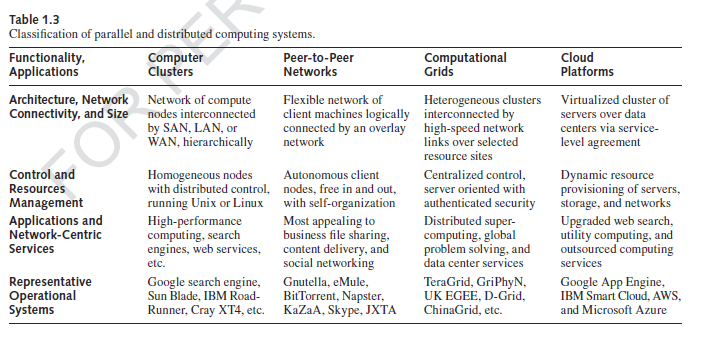 Table 1.3
Classification of parallel and distributed computing systems.
Functionality, Applications | Computer Clusters | Peer-to-Peer Networks | Computational Grids | Cloud Platforms
Architecture, Network Connectivity, and Size | Network of compute nodes interconnected by SAN, LAN, or WAN, hierarchically | Flexible network of client machines logically connected by an overlay network | Heterogeneous clusters interconnected by high-speed network links over selected resource sites | Virtualized cluster of servers over data centers via service-level agreement
Control and Resources Management | Homogeneous nodes with distributed control, running Unix or Linux | Autonomous client nodes, free in and out, with self-organization | Centralized control, server oriented with authenticated security | Dynamic resource provisioning of servers, storage, and networks
Applications and Network-Centric Services | High-performance computing, search engines, web services, etc. | Most appealing to business file sharing, content delivery, and social networking | Distributed super-computing, global problem solving, and data center services | Upgraded web search, utility computing, and outsourced computing services
Representative Operational Systems | Google search engine, Sun Blade, IBM Road-Runner, Cray XT4, etc. | Gnutella, eMule, BitTorrent, Napster, KaZaA, Skype, JXTA | TeraGrid, GriPhyN, UK EGEE, D-Grid, ChinaGrid, etc. | Google App Engine, IBM Smart Cloud, AWS, and Microsoft Azure
FOR PER